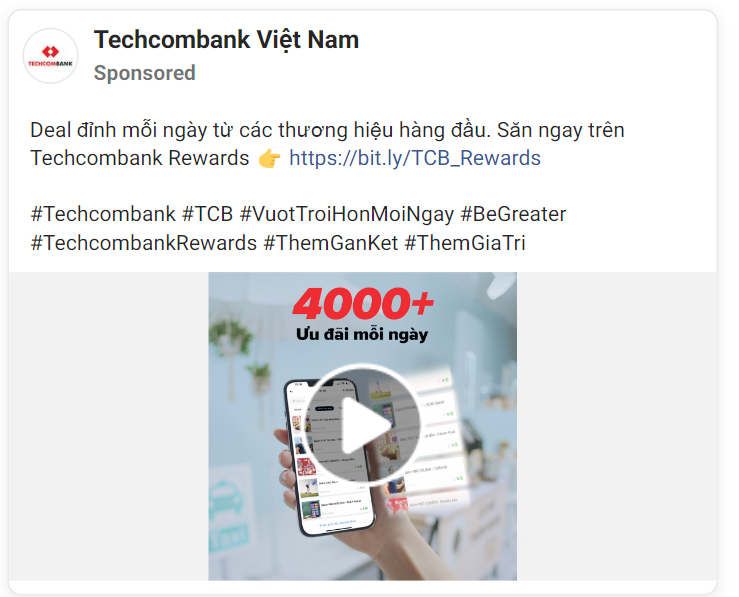 TECHCOMBANK
Techcombank Việt Nam
Sponsored
Deal đỉnh mỗi ngày từ các thương hiệu hàng đầu. Săn ngay trên
Techcombank Rewards 👉 https://bit.ly/TCB_Rewards
#Techcombank #TCB #VuotTroiHonMoiNgay #BeGreater
#TechcombankRewards #ThemGanKet #ThemGiaTri
4000+
Ưu đãi mỗi ngày
Taxi